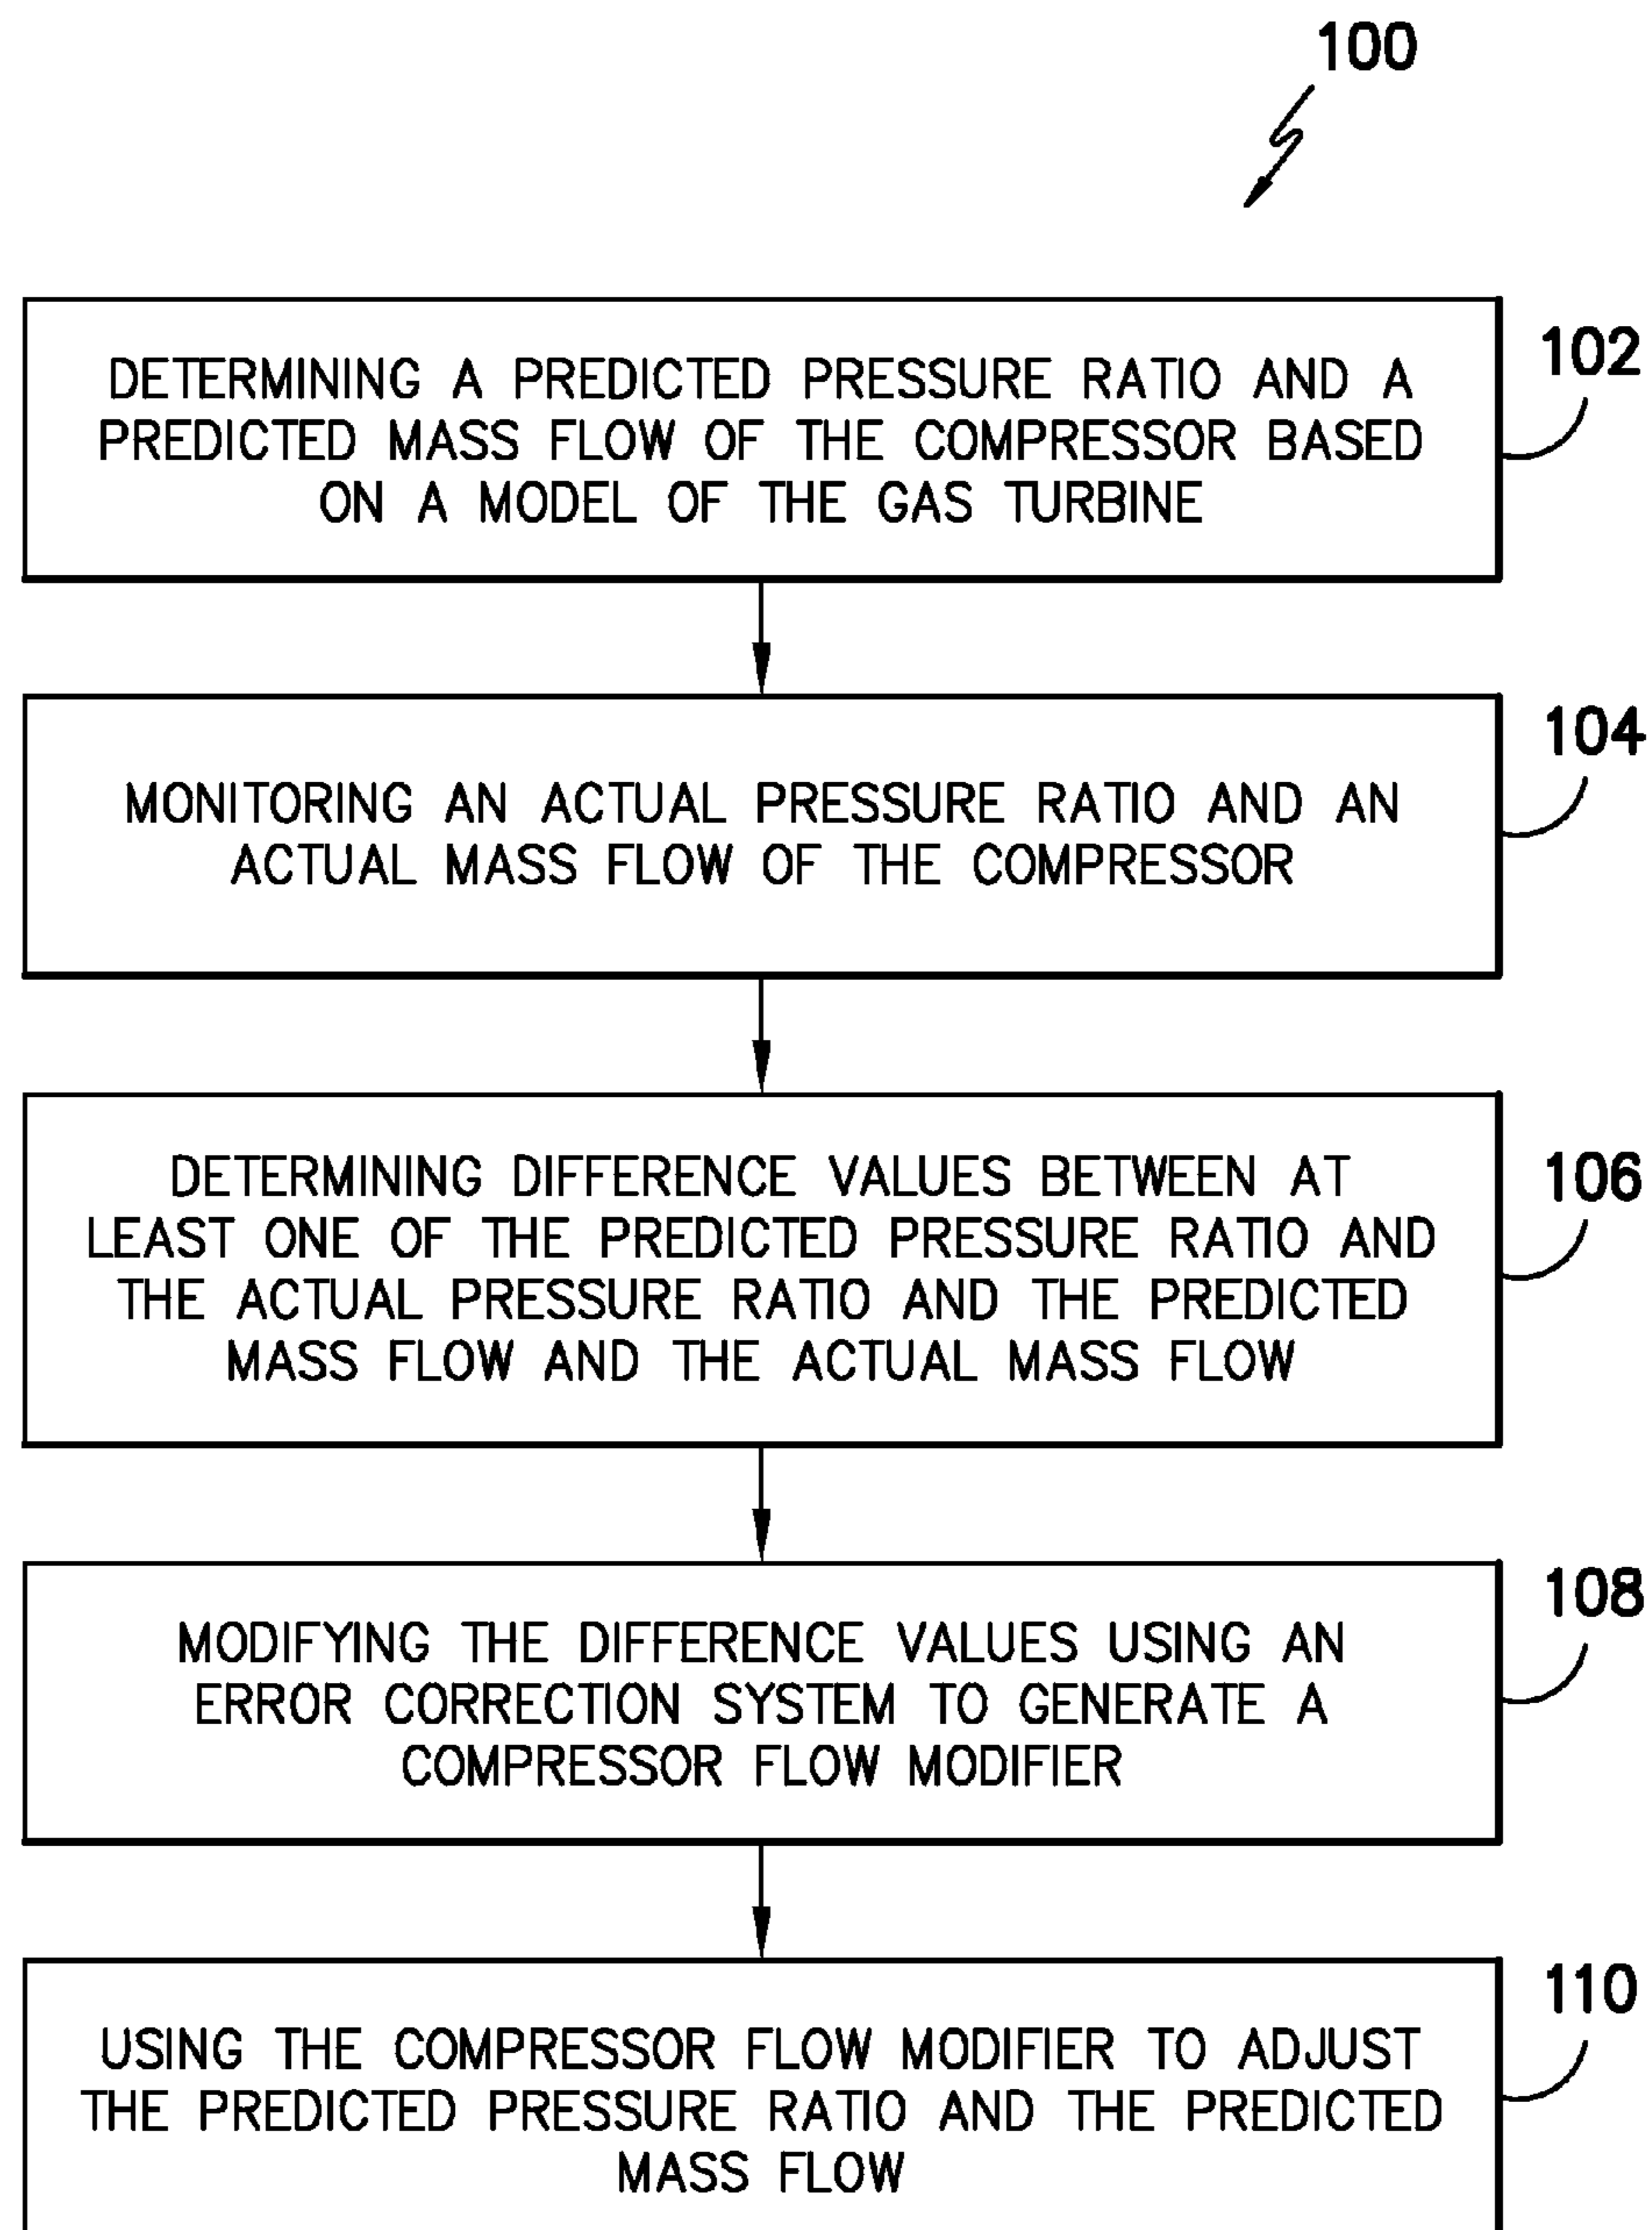 100
DETERMINING A PREDICTED PRESSURE RATIO AND A
PREDICTED MASS FLOW OF THE COMPRESSOR BASED
ON A MODEL OF THE GAS TURBINE
102
MONITORING AN ACTUAL PRESSURE RATIO AND AN
ACTUAL MASS FLOW OF THE COMPRESSOR
104
DETERMINING DIFFERENCE VALUES BETWEEN AT
LEAST ONE OF THE PREDICTED PRESSURE RATIO AND
THE ACTUAL PRESSURE RATIO AND THE PREDICTED
MASS FLOW AND THE ACTUAL MASS FLOW
106
MODIFYING THE DIFFERENCE VALUES USING AN
ERROR CORRECTION SYSTEM TO GENERATE A
COMPRESSOR FLOW MODIFIER
108
USING THE COMPRESSOR FLOW MODIFIER TO ADJUST
THE PREDICTED PRESSURE RATIO AND THE PREDICTED
MASS FLOW
110